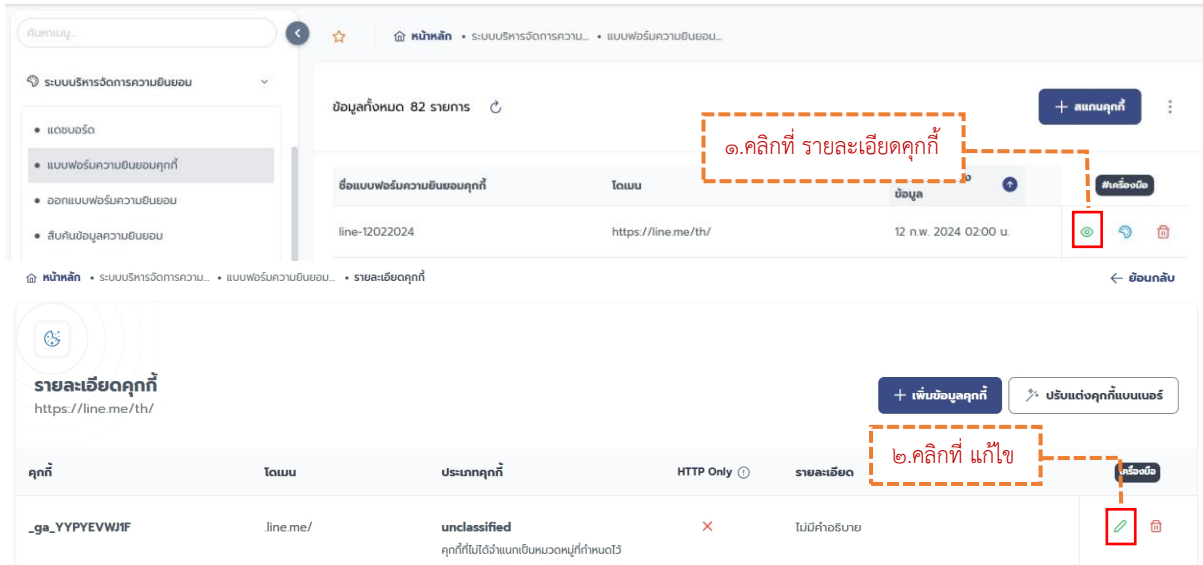 ค้นหาเมนู...
หน้าหลัก • ระบบบริหารจัดการความ... • แบบฟอร์มความยินยอม...
ระบบบริหารจัดการความยินยอม
ข้อมูลทั้งหมด 82 รายการ
+ สแกนคุกกี้
• แดชบอร์ด
๑.คลิกที่ รายละเอียดคุกกี้
• แบบฟอร์มความยินยอมคุกกี้
ชื่อแบบฟอร์มความยินยอมคุกกี้ โดเมน ข้อมูล #เครื่องมือ
• ออกแบบฟอร์มความยินยอม
• สืบค้นข้อมูลความยินยอม
line-12022024 https://line.me/th/ 12 ก.พ. 2024 02:00 น.
หน้าหลัก • ระบบบริหารจัดการความ... • แบบฟอร์มความยินยอม... • รายละเอียดคุกกี้ ← ย้อนกลับ
รายละเอียดคุกกี้
https://line.me/th/
+ เพิ่มข้อมูลคุกกี้ ปรับแต่งคุกกี้แบนเนอร์
๒.คลิกที่ แก้ไข
คุกกี้ โดเมน ประเภทคุกกี้ HTTP Only รายละเอียด เครื่องมือ
_ga_YYPYEVWJ1F .line.me/ unclassified ไม่มีคำอธิบาย
คุกกี้ที่ไม่ได้จำแนกเป็นหมวดหมู่ที่กำหนดไว้